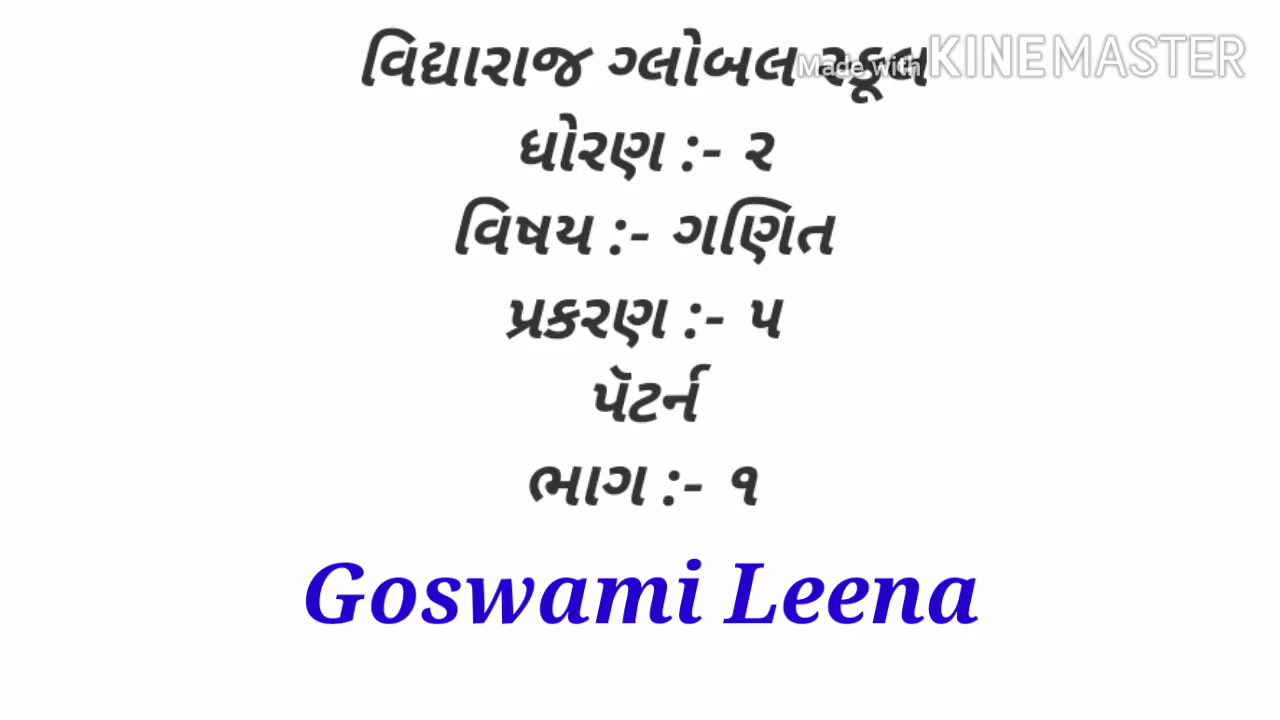 વિદ્યારાજ ગ્લોબલ સ્કૂલ
Made with KINEMASTER
ધોરણ :- ૨
વિષય :- ગણિત
પ્રકરણ :- ૫
પૅટર્ન
ભાગ :- ૧
Goswami Leena